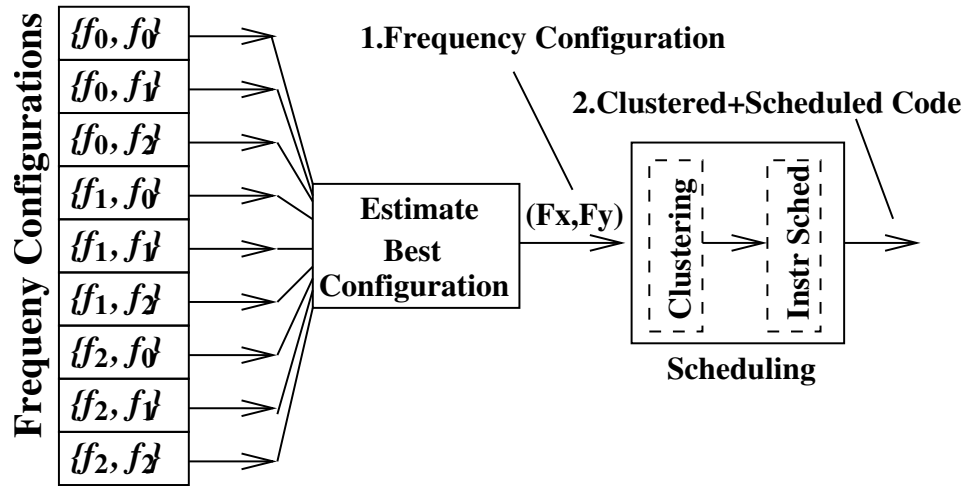 Frequeny Configurations
{f0, f0}
{f0, f1}
{f0, f2}
{f1, f0}
{f1, f1}
{f1, f2}
{f2, f0}
{f2, f1}
{f2, f2}
Estimate
Best
Configuration
1.Frequency Configuration
(Fx,Fy)
2.Clustered+Scheduled Code
Clustering
Instr Sched
Scheduling